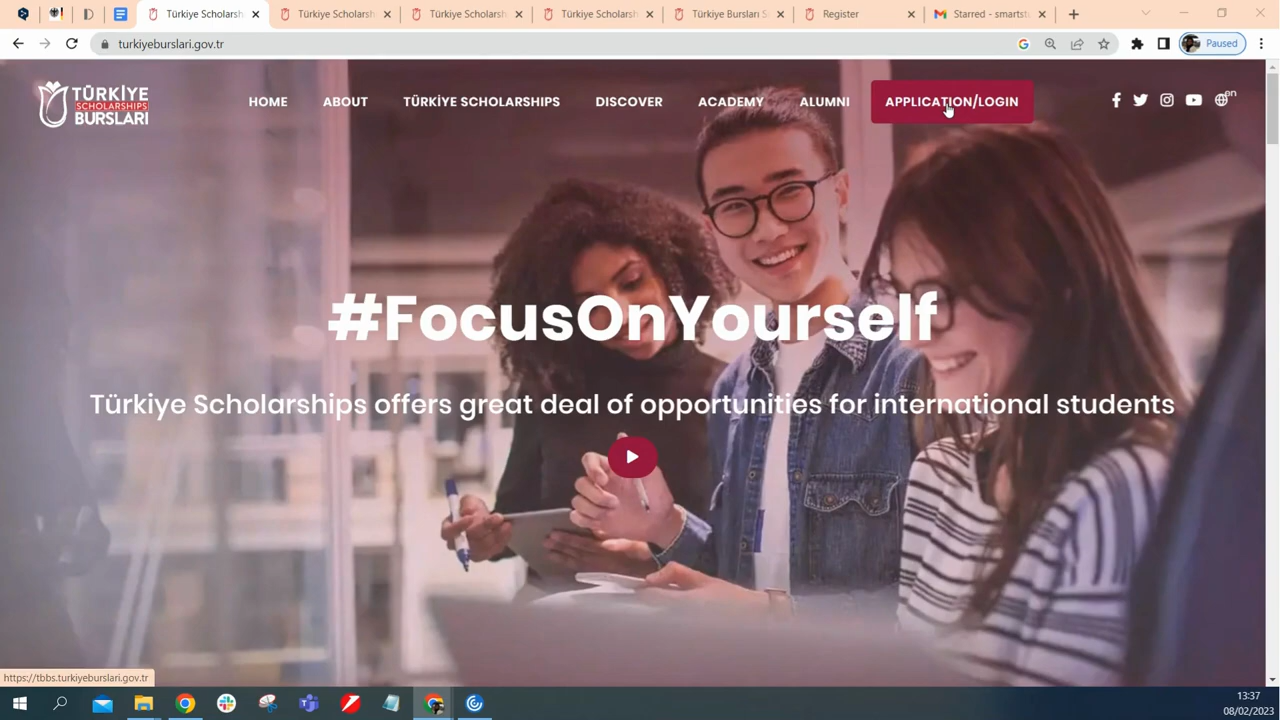 Türkiye Scholarsh
Türkiye Scholarsh
Türkiye Scholarsh
Türkiye Scholarsh
Türkiye Bursları S
Register
Starred - smartst
turkiyeburslari.gov.tr
Paused
TÜRKİYE
SCHOLARSHIPS
BURSLARI
HOME
ABOUT
TÜRKİYE SCHOLARSHIPS
DISCOVER
ACADEMY
ALUMNI
APPLICATION/LOGIN
en
#FocusOnYourself
Türkiye Scholarships offers great deal of opportunities for international students
https://tbbs.turkiyeburslari.gov.tr
13:37
08/02/2023